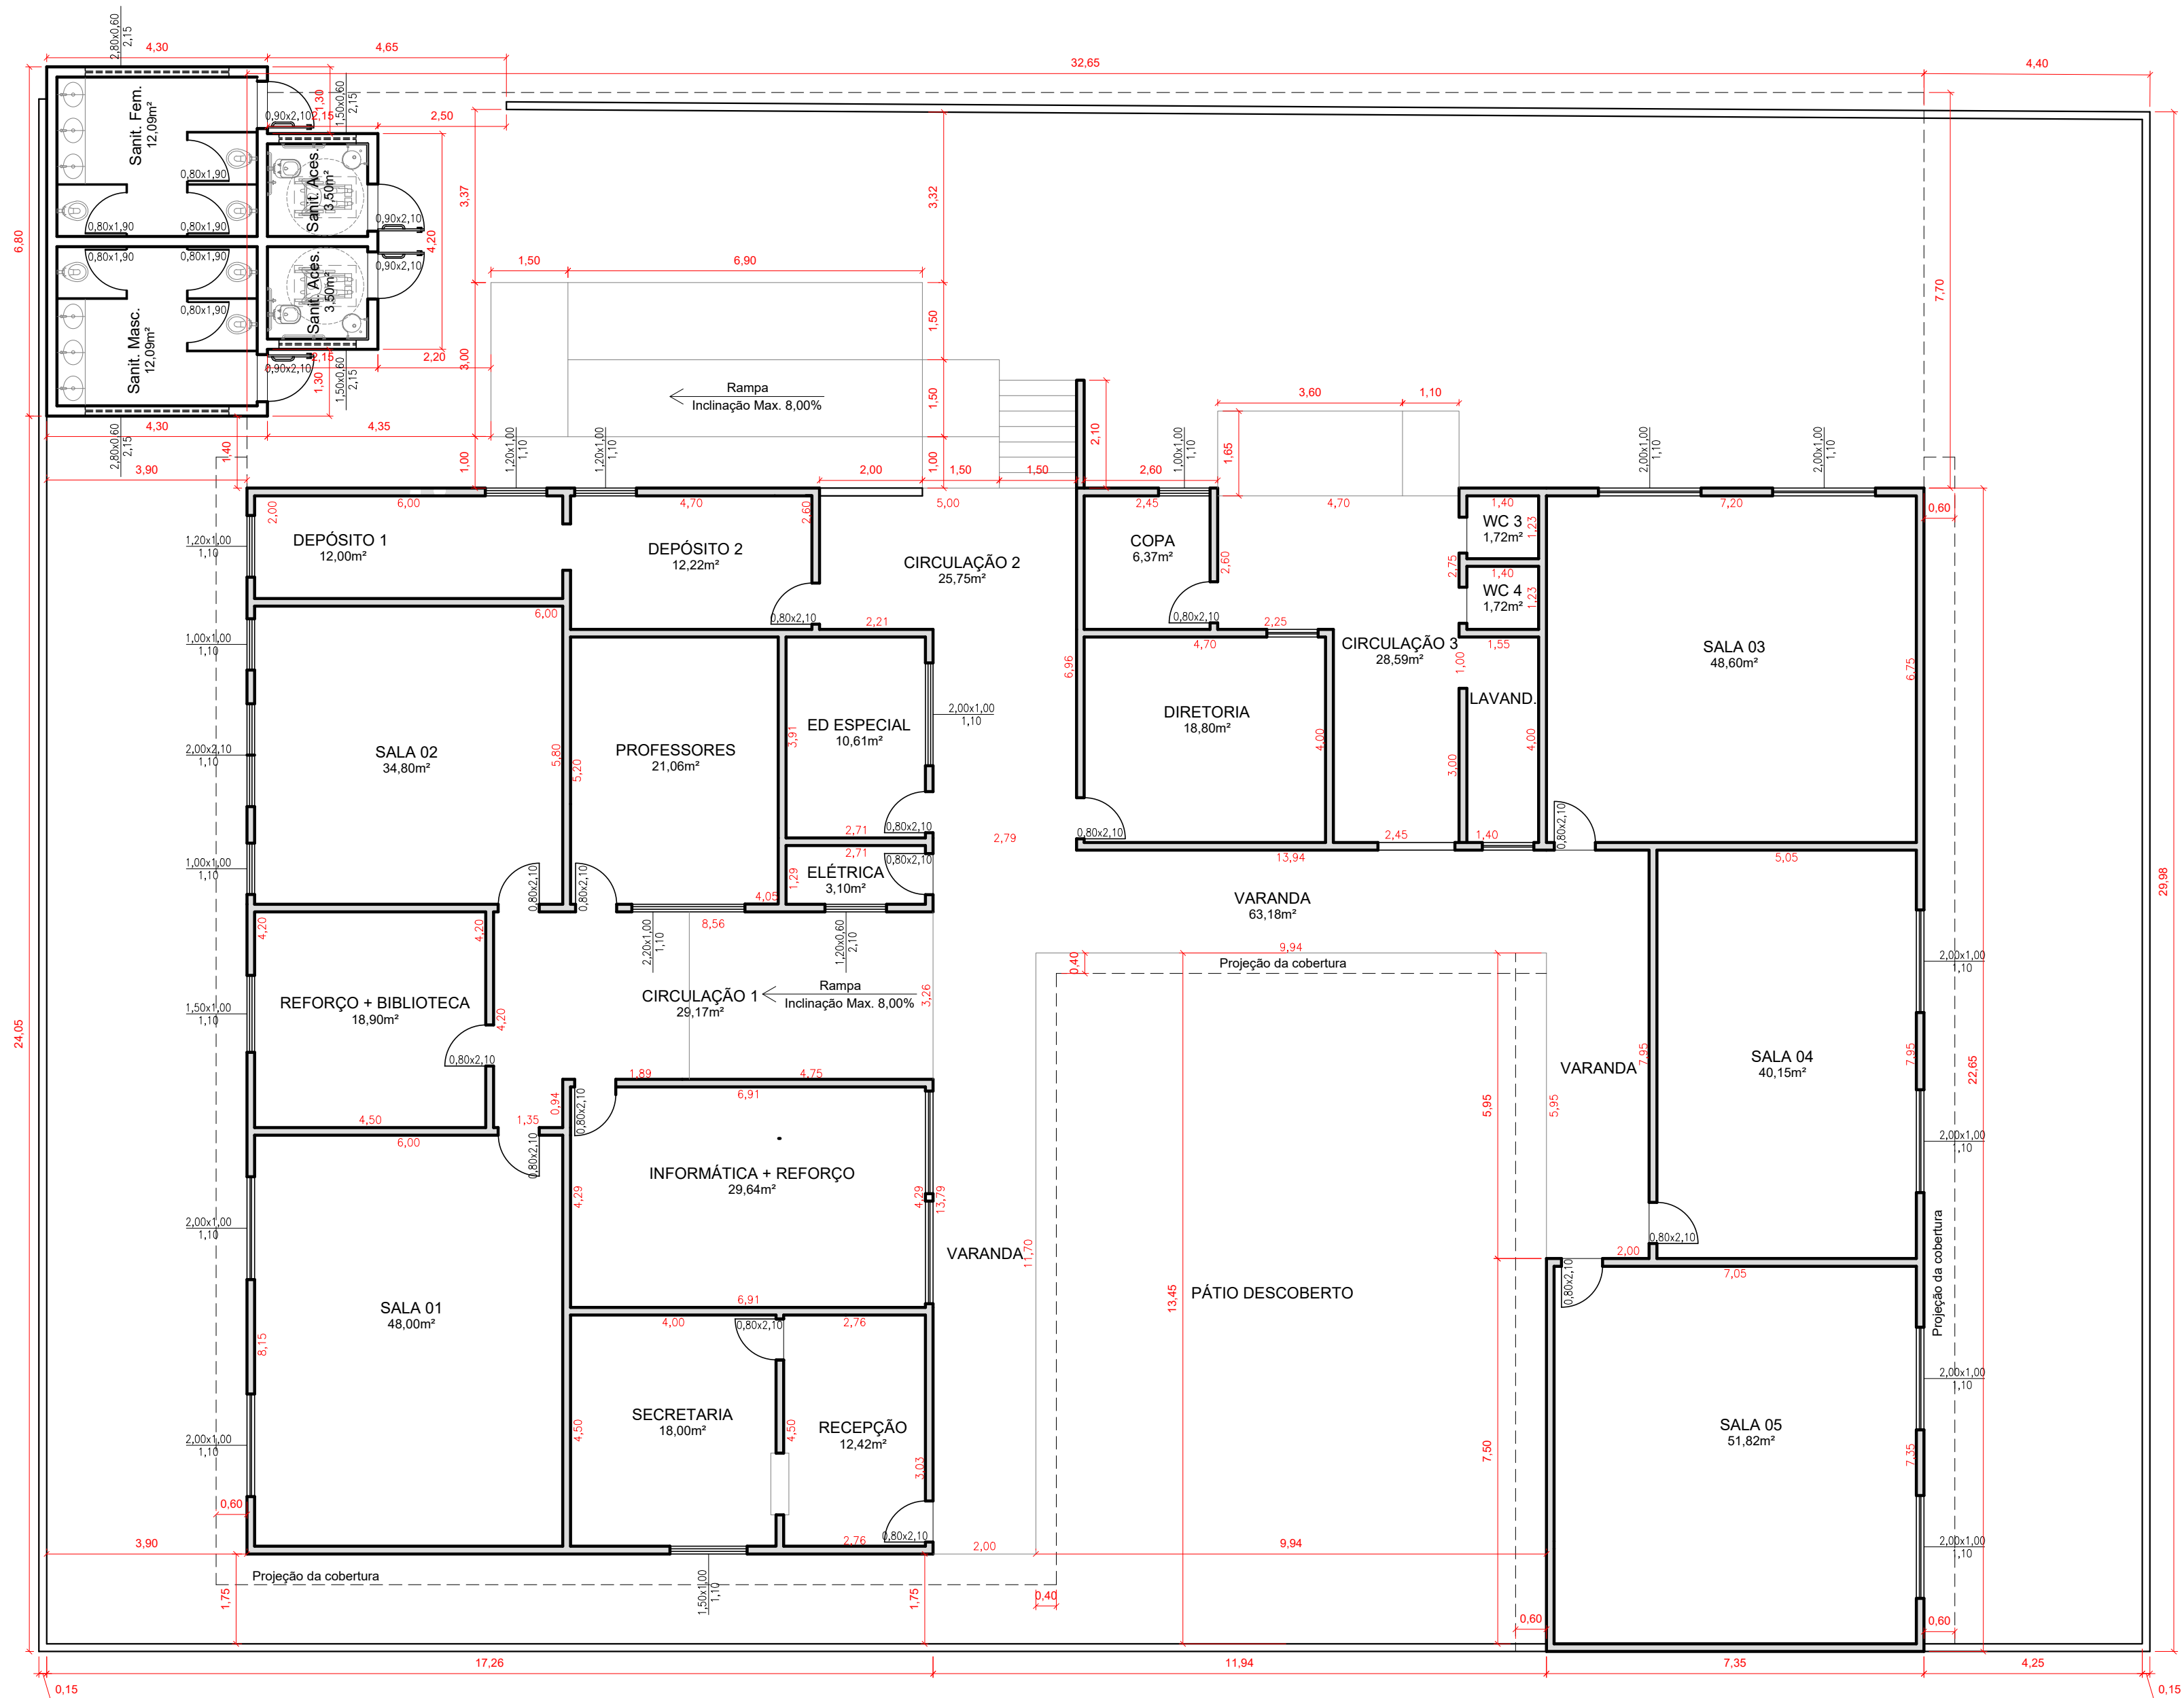 2,80x0,60
2,15
4,30
4,65
32,65
4,40
Sanit. Fem.
12,09m²
1,30
1,50x0,60
2,15
0,90x2,10
2,15
2,50
0,80x1,90
Sanit. Aces.
3,50m²
3,37
3,32
0,80x1,90
0,80x1,90
0,90x2,10
4,20
6,80
0,80x1,90
0,80x1,90
0,90x2,10
1,50
6,90
7,70
Sanit. Masc.
12,09m²
0,80x1,90
Sanit. Aces.
3,50m²
1,50
3,00
2,15
2,20
0,90x2,10
1,30
1,50x0,60
2,15
Rampa
Inclinação Max. 8,00%
1,50
3,60
1,10
2,10
1,65
4,30
4,35
2,80x0,60
2,15
1,40
1,00
1,20x1,00
1,10
1,20x1,00
1,10
1,00
1,00x1,00
1,10
2,00x1,00
1,10
2,00x1,00
1,10
3,90
2,00
1,50
1,50
2,60
2,00
6,00
4,70
2,60
5,00
2,45
4,70
1,40
7,20
0,60
1,20x1,00
1,10
DEPÓSITO 1
12,00m²
DEPÓSITO 2
12,22m²
CIRCULAÇÃO 2
25,75m²
COPA
6,37m²
2,60
WC 3
1,72m²
1,23
2,75
1,40
WC 4
1,72m²
1,23
6,00
0,80x2,10
2,21
0,80x2,10
2,25
1,00x1,00
1,10
4,70
CIRCULAÇÃO 3
28,59m²
1,00
1,55
SALA 03
48,60m²
6,75
6,96
LAVAND.
2,00x1,00
1,10
DIRETORIA
18,80m²
4,00
3,00
4,00
ED ESPECIAL
10,61m²
3,91
2,00x2,10
1,10
SALA 02
34,80m²
5,80
5,20
PROFESSORES
21,06m²
2,71
0,80x2,10
2,79
0,80x2,10
2,45
1,40
0,80x2,10
1,00x1,00
1,10
2,71
0,80x2,10
13,94
5,05
ELÉTRICA
3,10m²
1,29
0,80x2,10
0,80x2,10
4,05
VARANDA
63,18m²
29,98
4,20
4,20
8,56
2,20x1,00
1,10
1,20x0,60
2,10
9,94
0,40
Projeção da cobertura
2,00x1,00
1,10
REFORÇO + BIBLIOTECA
18,90m²
1,50x1,00
1,10
4,20
CIRCULAÇÃO 1
29,17m²
Rampa
Inclinação Max. 8,00%
3,26
24,05
0,80x2,10
VARANDA
7,95
SALA 04
40,15m²
7,95
22,65
1,89
4,75
6,91
0,94
0,80x2,10
5,95
5,95
4,50
1,35
6,00
0,80x2,10
2,00x1,00
1,10
INFORMÁTICA + REFORÇO
29,64m²
4,29
4,29
13,79
2,00x1,00
1,10
VARANDA
11,70
0,80x2,10
2,00
Projeção da cobertura
PÁTIO DESCOBERTO
13,45
0,80x2,10
7,05
SALA 01
48,00m²
8,15
6,91
4,00
0,80x2,10
2,76
2,00x1,00
1,10
SECRETARIA
18,00m²
4,50
4,50
RECEPÇÃO
12,42m²
3,03
7,50
SALA 05
51,82m²
7,35
2,00x1,00
1,10
0,60
2,76
0,80x2,10
3,90
2,00
9,94
2,00x1,00
1,10
Projeção da cobertura
1,75
1,50x1,00
1,10
1,75
0,40
0,60
0,60
17,26
11,94
7,35
4,25
0,15
0,15